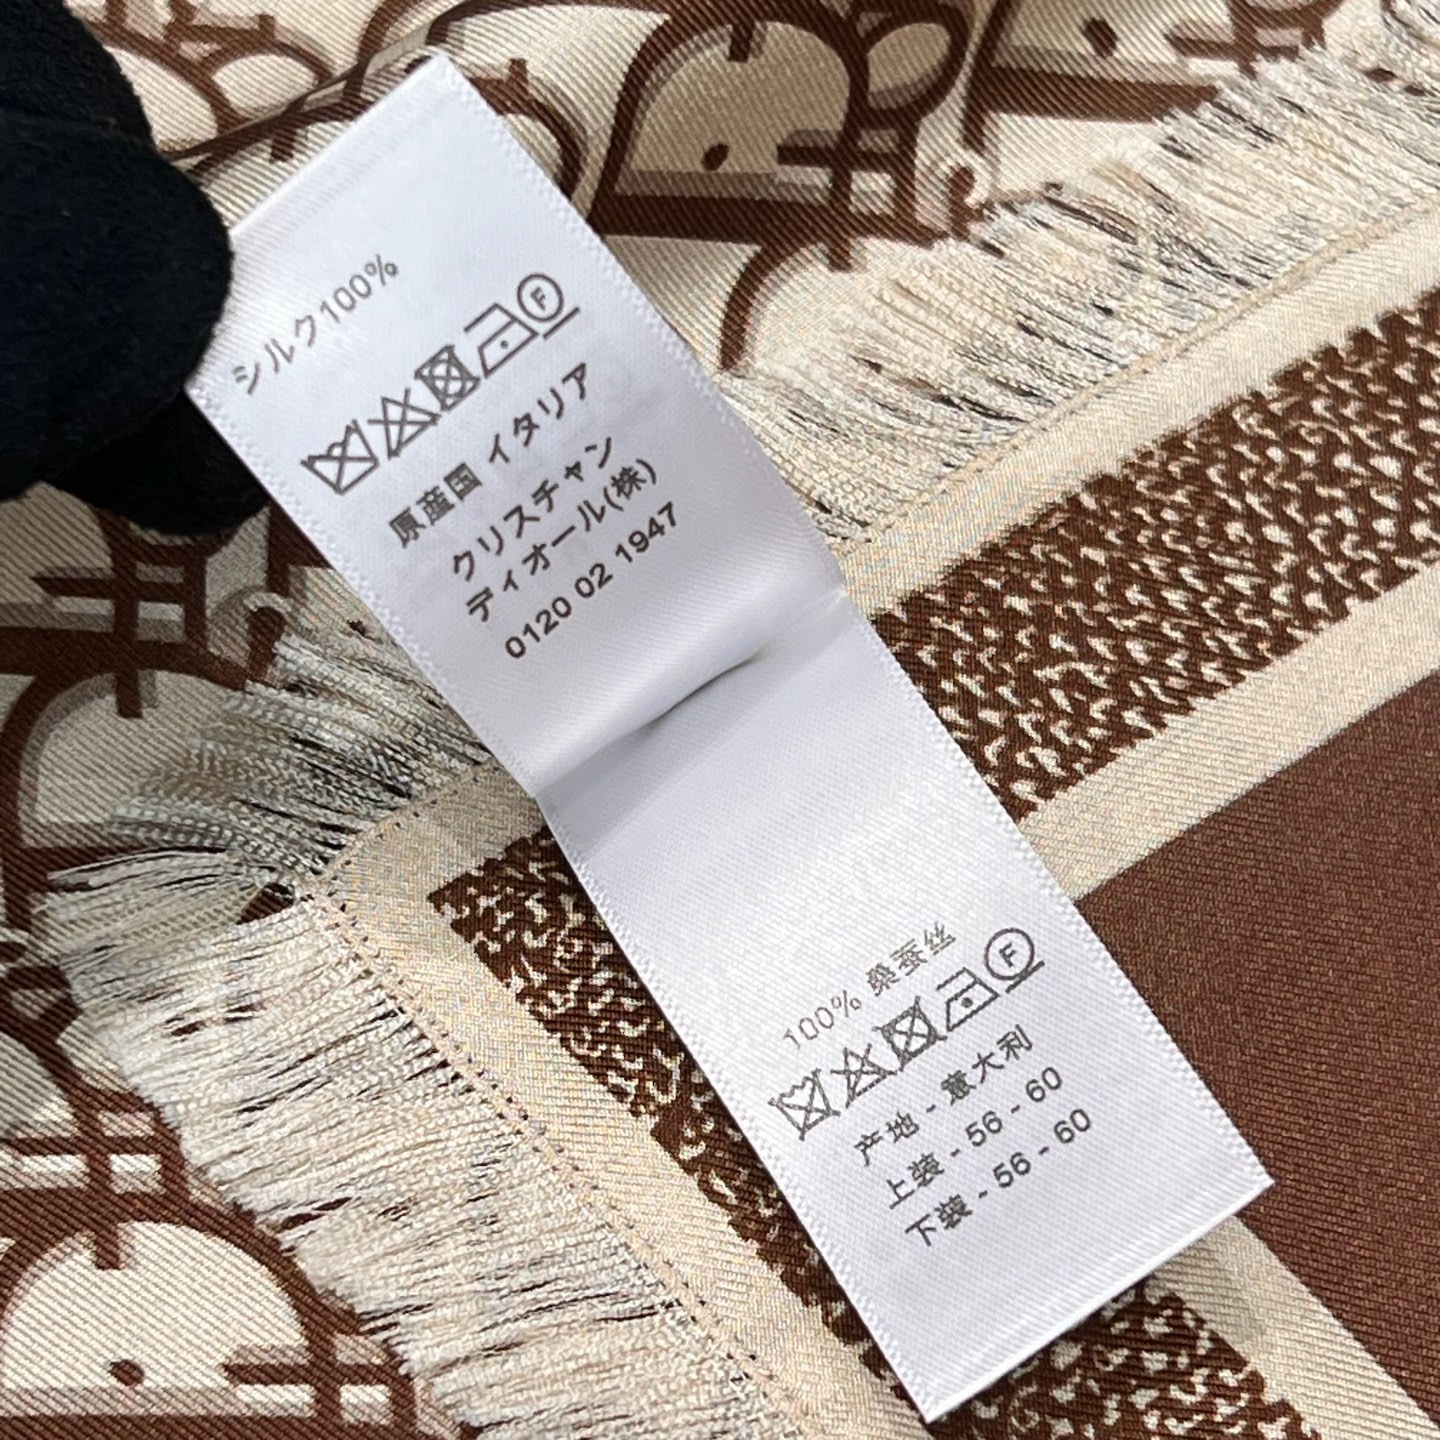 シルク100%
F
原産国 イタリア
クリスチャン
ディオール(株)
0120 02 1947
100% 桑蚕丝
F
产地 - 意大利
上装 - 56 - 60
下装 - 56 - 60